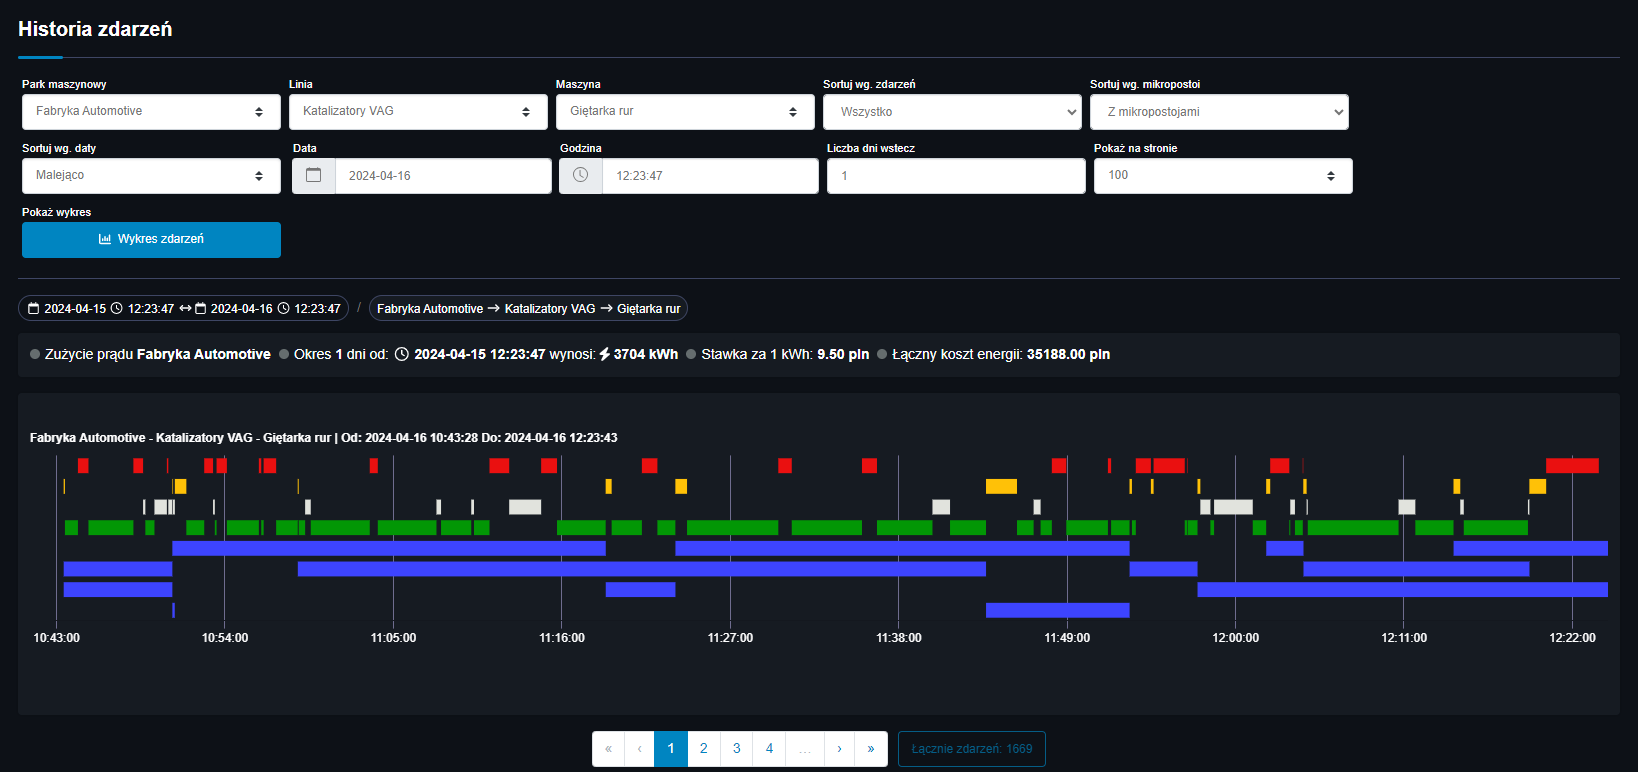 Historia zdarzeń
Park maszynowy Linia Maszyna Sortuj wg. zdarzeń Sortuj wg. mikropostoi
Fabryka Automotive Katalizatory VAG Giętarka rur Wszystko Z mikropostojami
Sortuj wg. daty Data Godzina Liczba dni wstecz Pokaż na stronie
Malejąco 2024-04-16 12:23:47 1 100
Pokaż wykres
Wykres zdarzeń
2024-04-15 12:23:47 ↔ 2024-04-16 12:23:47 / Fabryka Automotive → Katalizatory VAG → Giętarka rur
Zużycie prądu Fabryka Automotive Okres 1 dni od: 2024-04-15 12:23:47 wynosi: 3704 kWh Stawka za 1 kWh: 9.50 pln Łączny koszt energii: 35188.00 pln
Fabryka Automotive - Katalizatory VAG - Giętarka rur | Od: 2024-04-16 10:43:28 Do: 2024-04-16 12:23:43
10:43:00 10:54:00 11:05:00 11:16:00 11:27:00 11:38:00 11:49:00 12:00:00 12:11:00 12:22:00
« ‹ 1 2 3 4 ... › » Łącznie zdarzeń: 1669